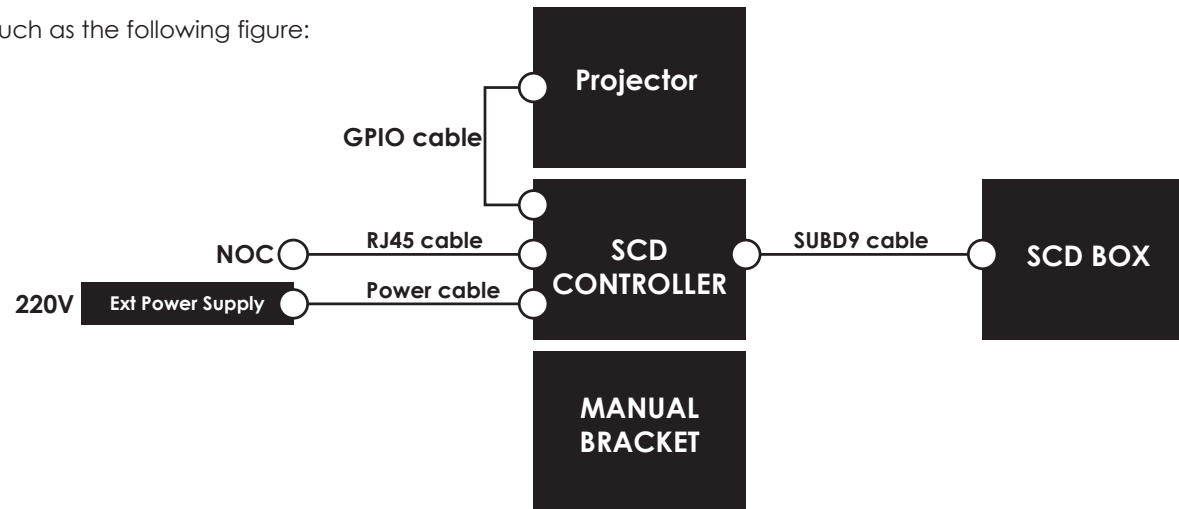 uch as the following figure:
Projector
GPIO cable
NOC
RJ45 cable
SCD
CONTROLLER
SUBD9 cable
SCD BOX
220V
Ext Power Supply
Power cable
MANUAL
BRACKET